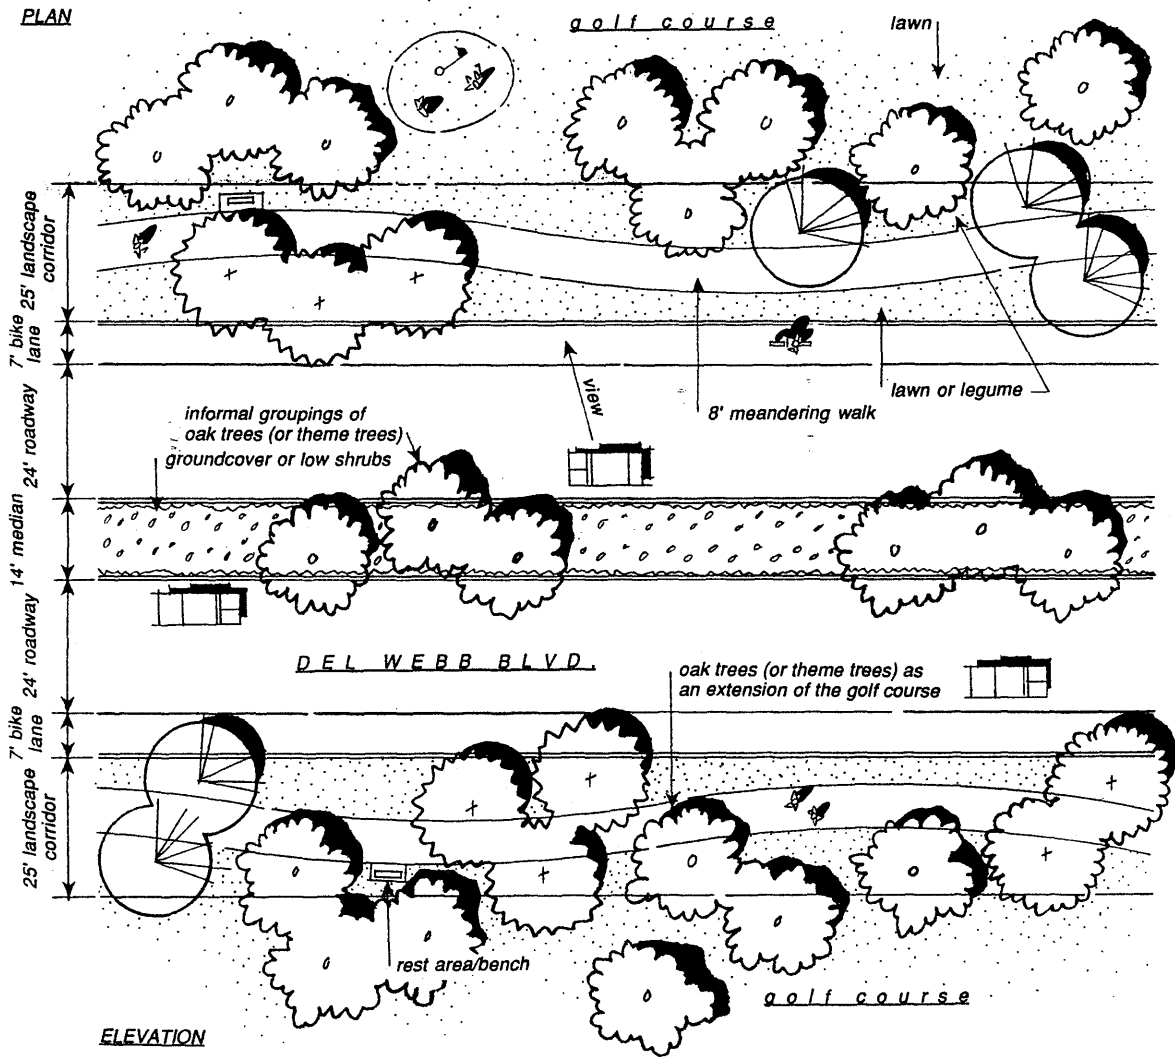 PLAN
golf course
lawn
25' landscape
corridor
7' bike
lane
view
lawn or legume
8' meandering walk
24' roadway
informal groupings of
oak trees (or theme trees)
groundcover or low shrubs
14' median
24' roadway
DEL WEBB BLVD.
oak trees (or theme trees) as
an extension of the golf course
7' bike
lane
25' landscape
corridor
rest area/bench
golf course
ELEVATION